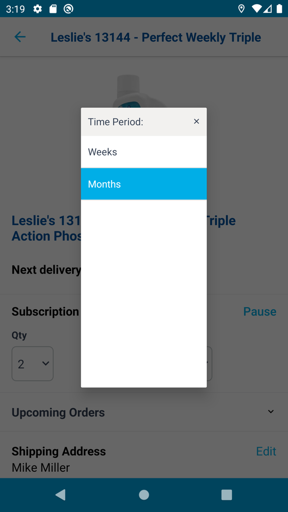 3:19
Leslie's 13144 - Perfect Weekly Triple
Time Period:
×
Weeks
Months
Leslie's 131
Triple
Action Phos
Next delivery
Subscription
Pause
Qty
2
Upcoming Orders
Shipping Address
Edit
Mike Miller